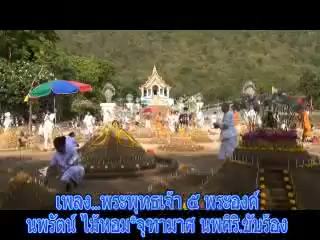 เพลง...พระพุทธเจ้า ๕ พระองค์
นพรัตน์ ไม้หอม*จุฑามาศ นพศิริ.ขับร้อง